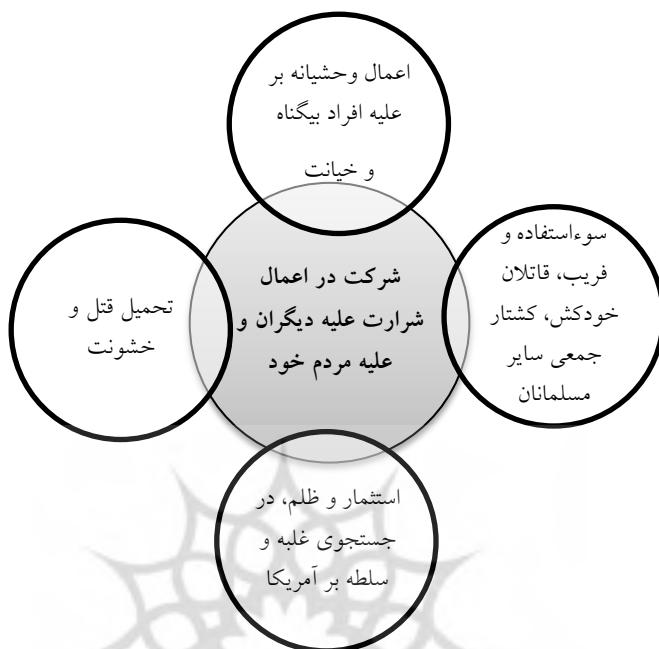 اعمال وحشیانه بر
علیه افراد بیگناه
و خیانت
سوءاستفاده و
فریب، قاتلان
خودکش، کشتار
جمعی سایر
مسلمانان
شرکت در اعمال
شرارت علیه دیگران و
علیه مردم خود
تحمیل قتل و
خشونت
استثمار و ظلم، در
جستجوی غلبه و
سلطه بر آمریکا